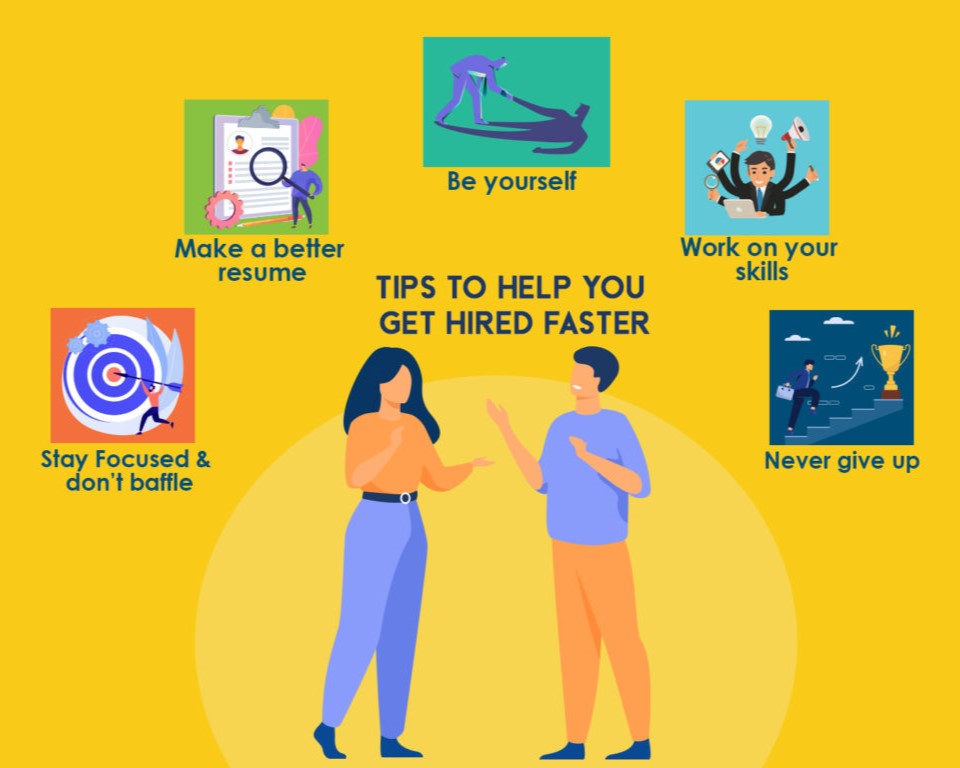 Be yourself
Make a better
resume
Work on your
skills
TIPS TO HELP YOU
GET HIRED FASTER
Stay Focused &
don't baffle
Never give up